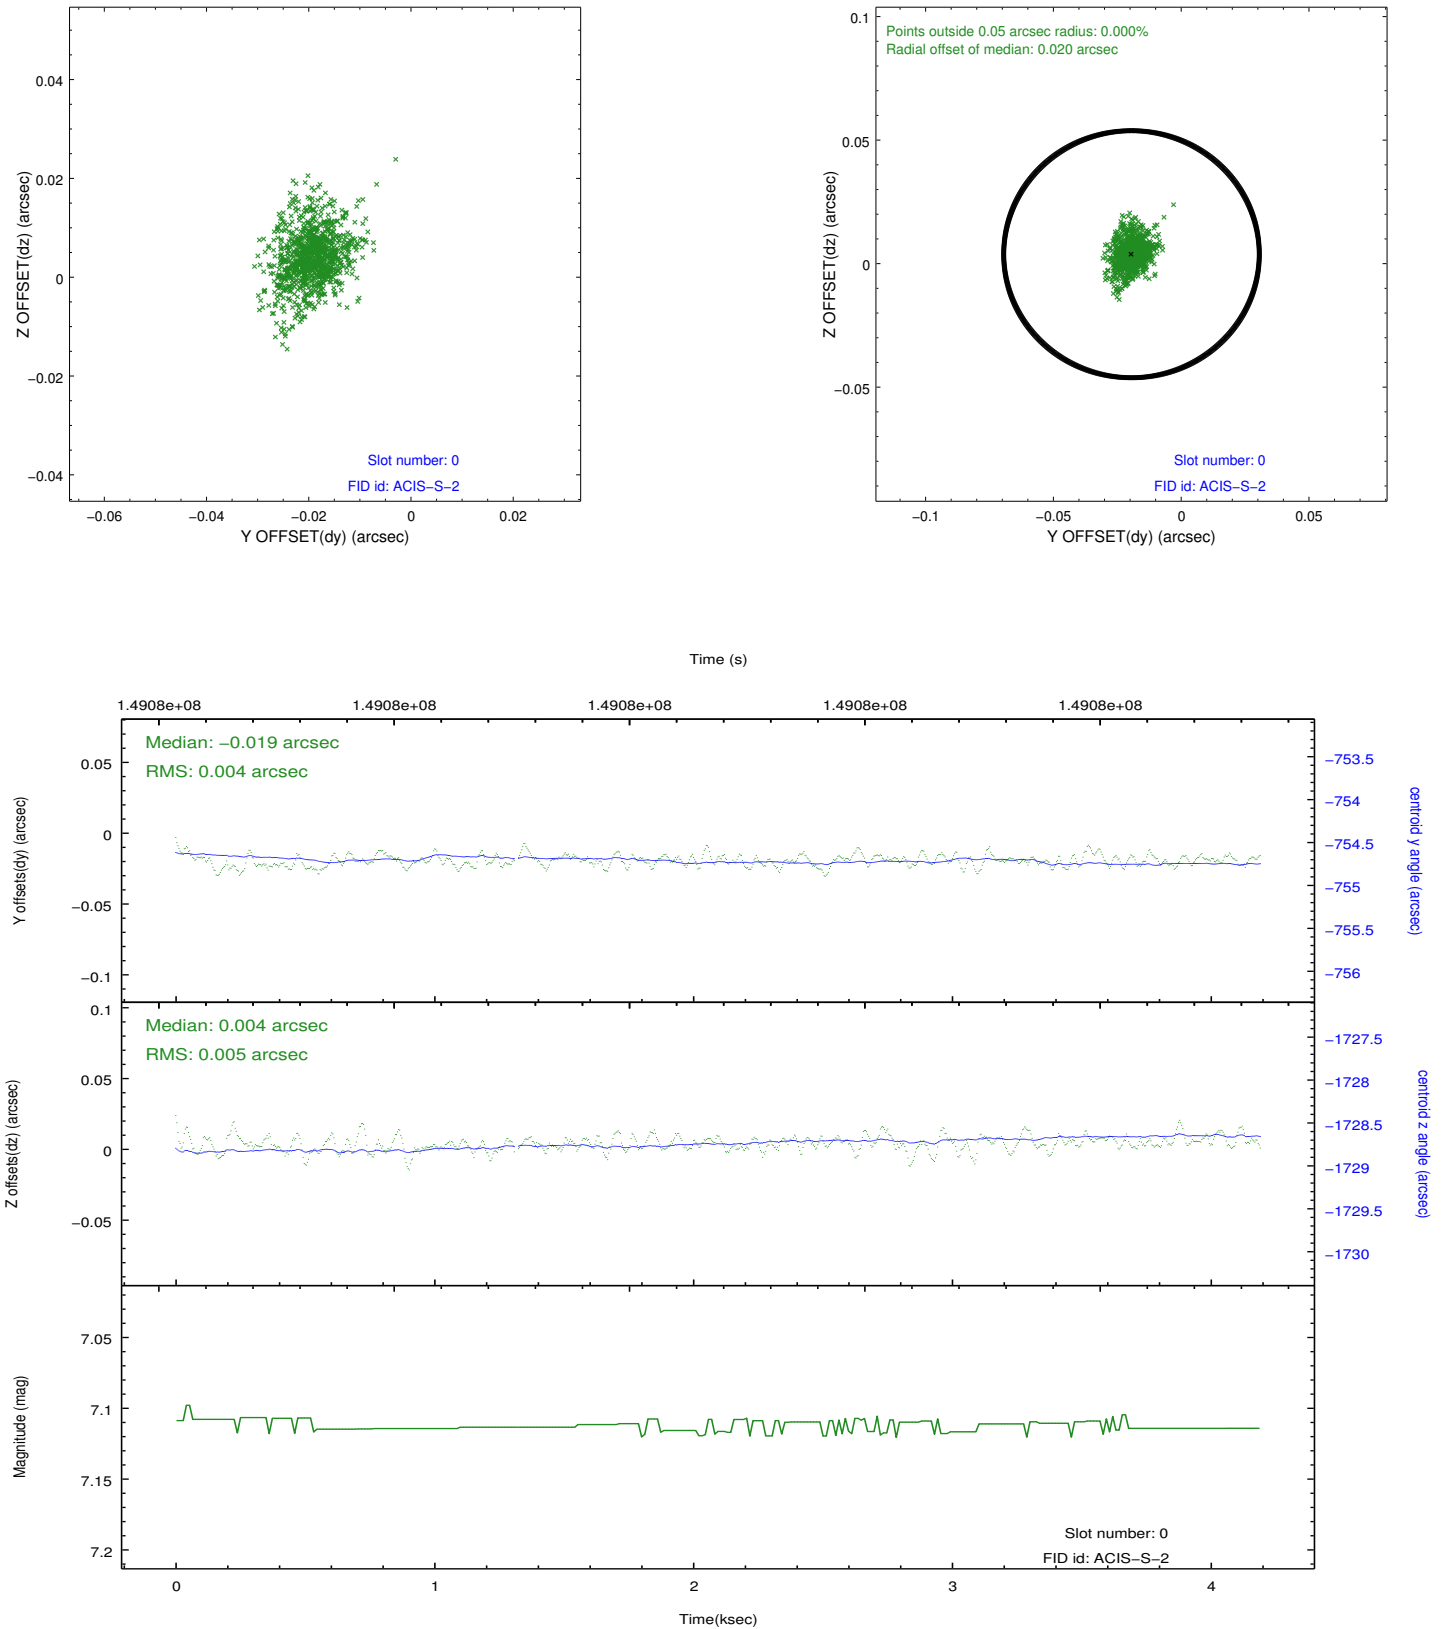 0.04
0.02
0
−0.02
−0.04
Z OFFSET(dz) (arcsec)
Slot number: 0
FID id: ACIS−S−2
−0.06
−0.04
−0.02
0
0.02
Y OFFSET(dy) (arcsec)
Points outside 0.05 arcsec radius: 0.000%
Radial offset of median: 0.020 arcsec
0.1
0.05
0
−0.05
Z OFFSET(dz) (arcsec)
Slot number: 0
FID id: ACIS−S−2
−0.1
−0.05
0
0.05
Y OFFSET(dy) (arcsec)
Time (s)
1.4908e+08
1.4908e+08
1.4908e+08
1.4908e+08
1.4908e+08
Median: −0.019 arcsec
RMS: 0.004 arcsec
0.05
0
−0.05
−0.1
Y offsets(dy) (arcsec)
−753.5
−754
−754.5
−755
−755.5
−756
centroid y angle (arcsec)
Median: 0.004 arcsec
RMS: 0.005 arcsec
0.1
0.05
0
−0.05
Z offsets(dz) (arcsec)
−1727.5
−1728
−1728.5
−1729
−1729.5
−1730
centroid z angle (arcsec)
7.05
7.1
7.15
7.2
Magnitude (mag)
Slot number: 0
FID id: ACIS−S−2
0
1
2
3
4
Time(ksec)